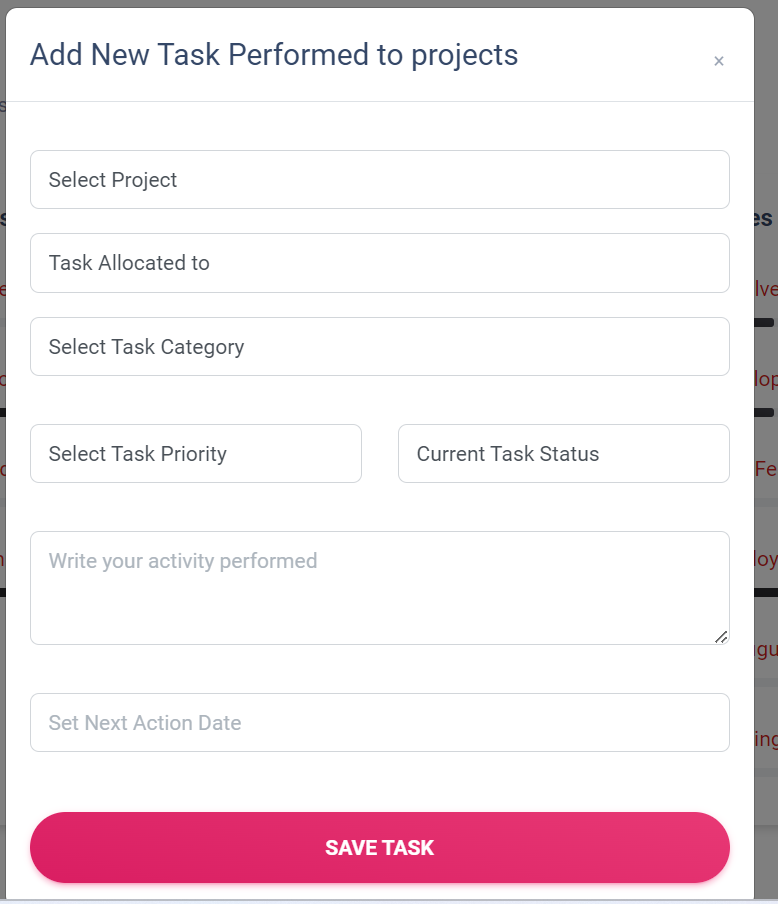 Add New Task Performed to projects
×
Select Project
Task Allocated to
Select Task Category
Select Task Priority
Current Task Status
Write your activity performed
Set Next Action Date
SAVE TASK